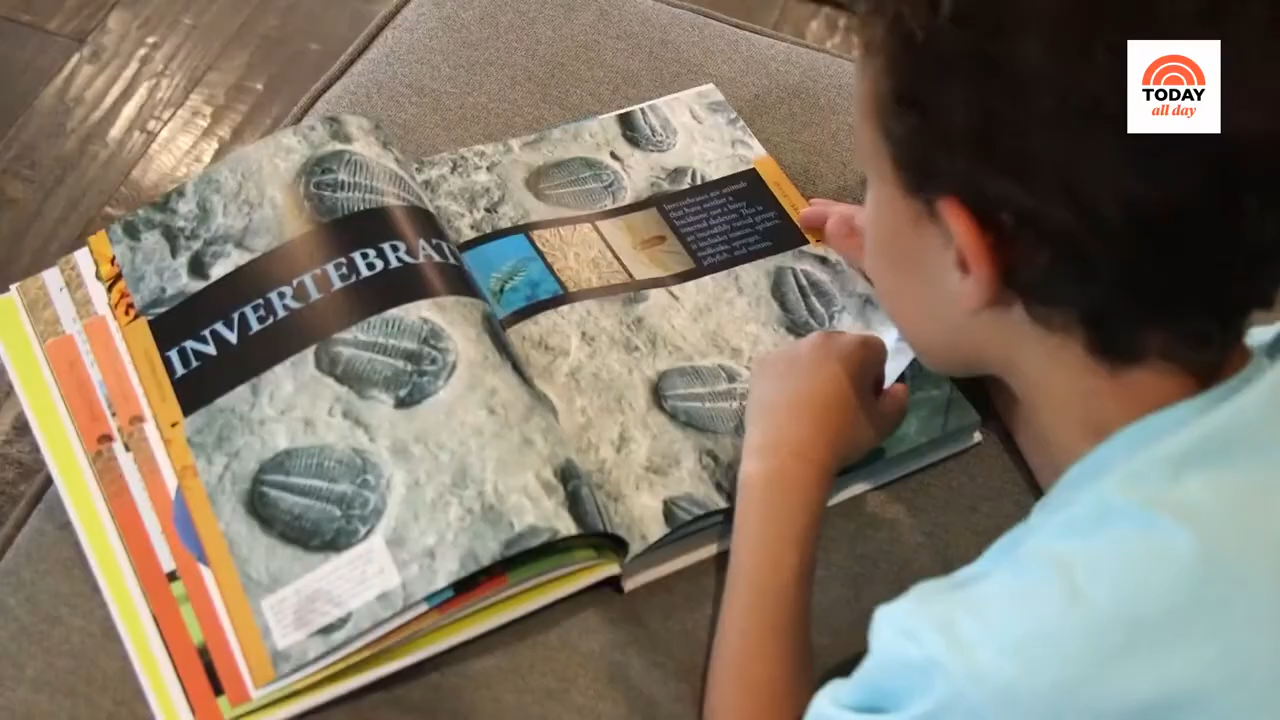 INVERTEBRAT
Invertebrates are animals
that have neither a
backbone nor a bony
internal skeleton. This is
an incredibly varied group:
it includes insects, spiders,
mollusks, sponges,
jellyfish, and worms.
TODAY
all day